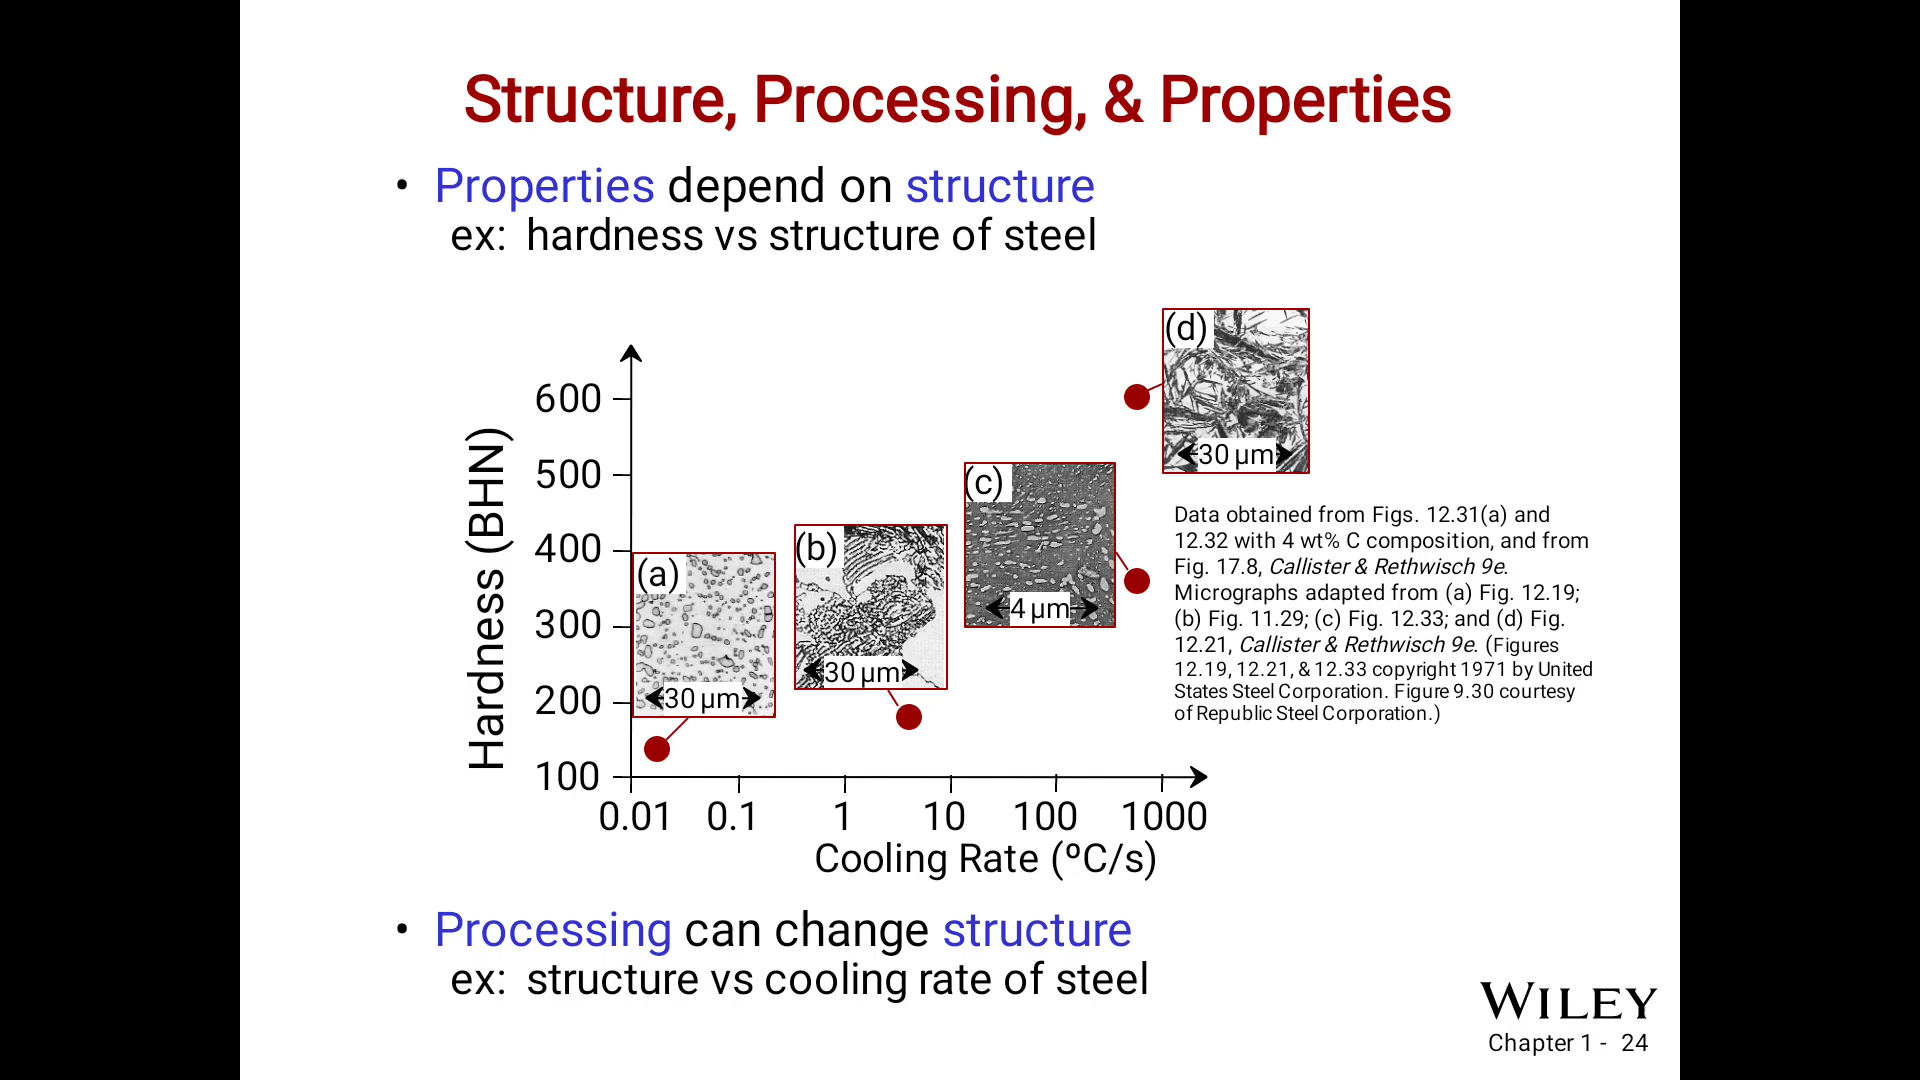 Structure, Processing, & Properties
• Properties depend on structure
ex: hardness vs structure of steel
Hardness (BHN)
600
500
400
300
200
100
(a)
30 µm
(b)
30 µm
(c)
4 µm
(d)
30 µm
0.01 0.1 1 10 100 1000
Cooling Rate (ºC/s)
Data obtained from Figs. 12.31(a) and
12.32 with 4 wt% C composition, and from
Fig. 17.8, Callister & Rethwisch 9e.
Micrographs adapted from (a) Fig. 12.19;
(b) Fig. 11.29; (c) Fig. 12.33; and (d) Fig.
12.21, Callister & Rethwisch 9e. (Figures
12.19, 12.21, & 12.33 copyright 1971 by United
States Steel Corporation. Figure 9.30 courtesy
of Republic Steel Corporation.)
• Processing can change structure
ex: structure vs cooling rate of steel
WILEY
Chapter 1 - 24